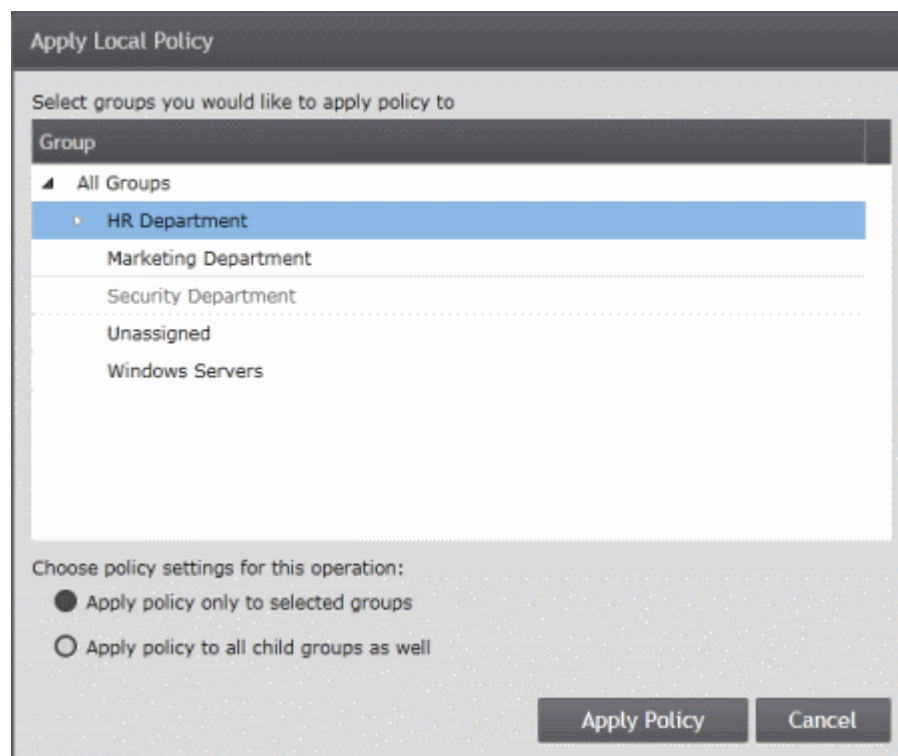 Apply Local Policy
Select groups you would like to apply policy to
Group
All Groups
HR Department
Marketing Department
Security Department
Unassigned
Windows Servers
Choose policy settings for this operation:
Apply policy only to selected groups
Apply policy to all child groups as well
Apply Policy Cancel